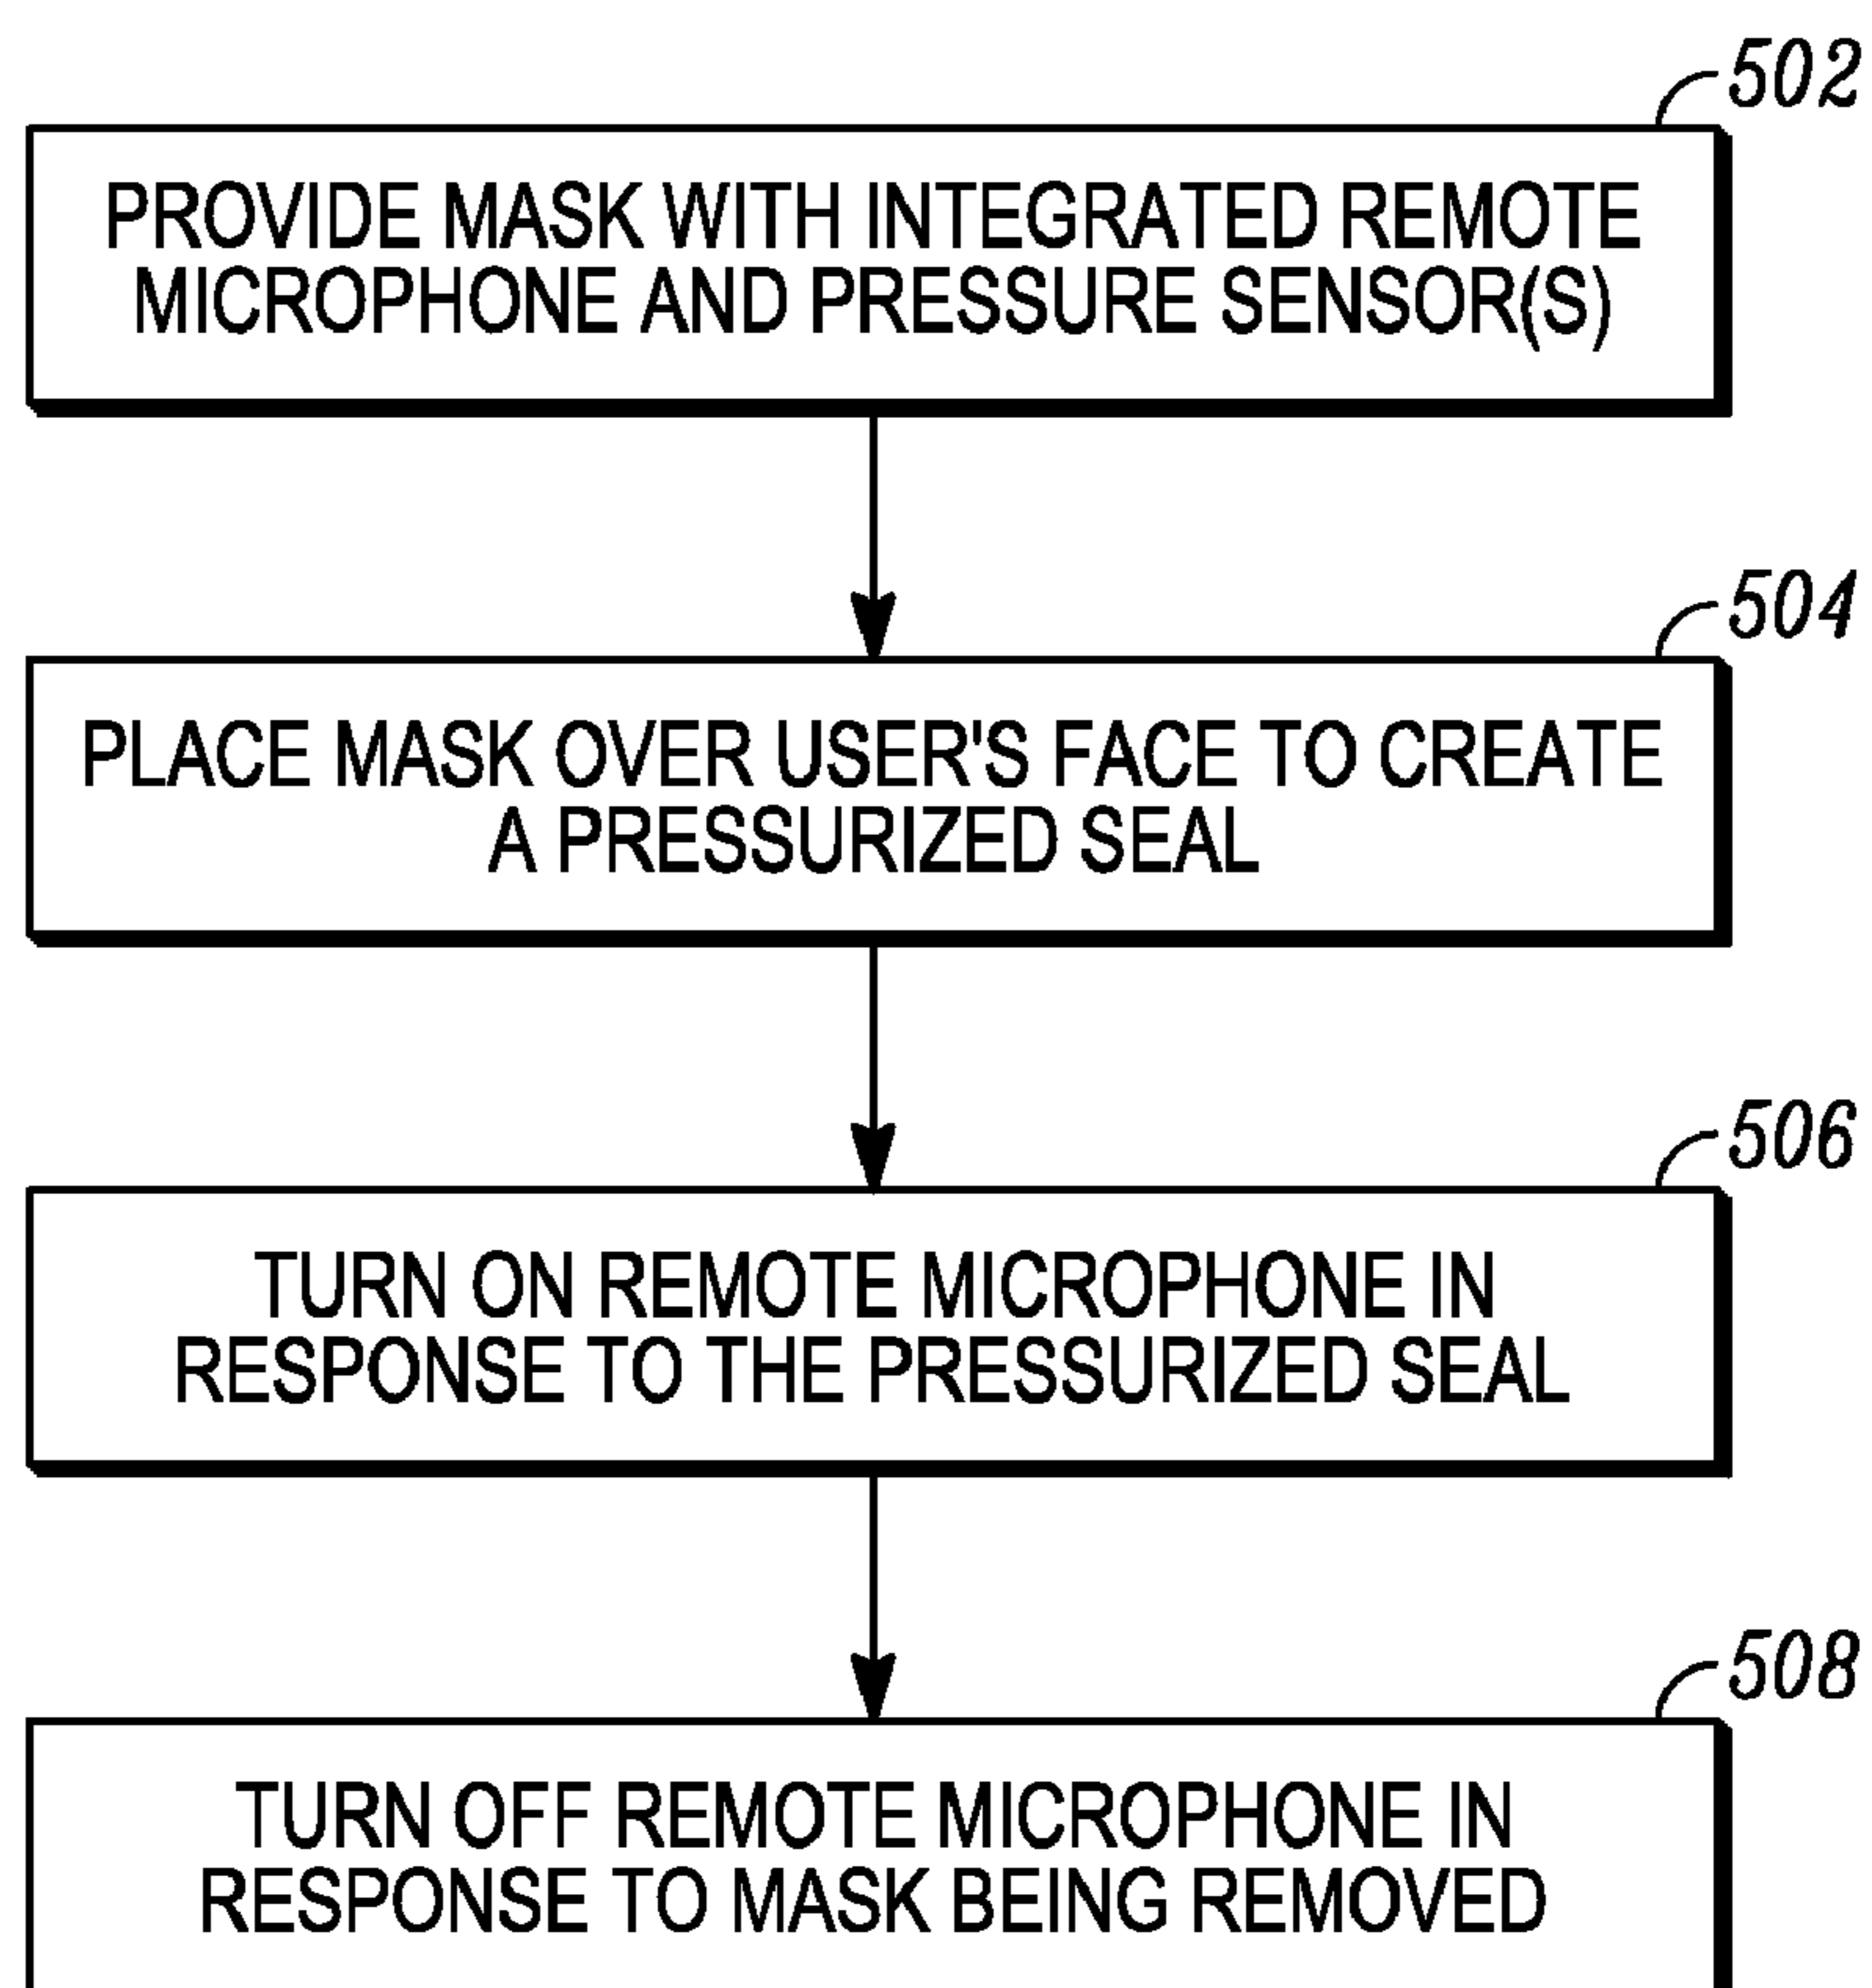 502
PROVIDE MASK WITH INTEGRATED REMOTE
MICROPHONE AND PRESSURE SENSOR(S)
504
PLACE MASK OVER USER'S FACE TO CREATE
A PRESSURIZED SEAL
506
TURN ON REMOTE MICROPHONE IN
RESPONSE TO THE PRESSURIZED SEAL
508
TURN OFF REMOTE MICROPHONE IN
RESPONSE TO MASK BEING REMOVED